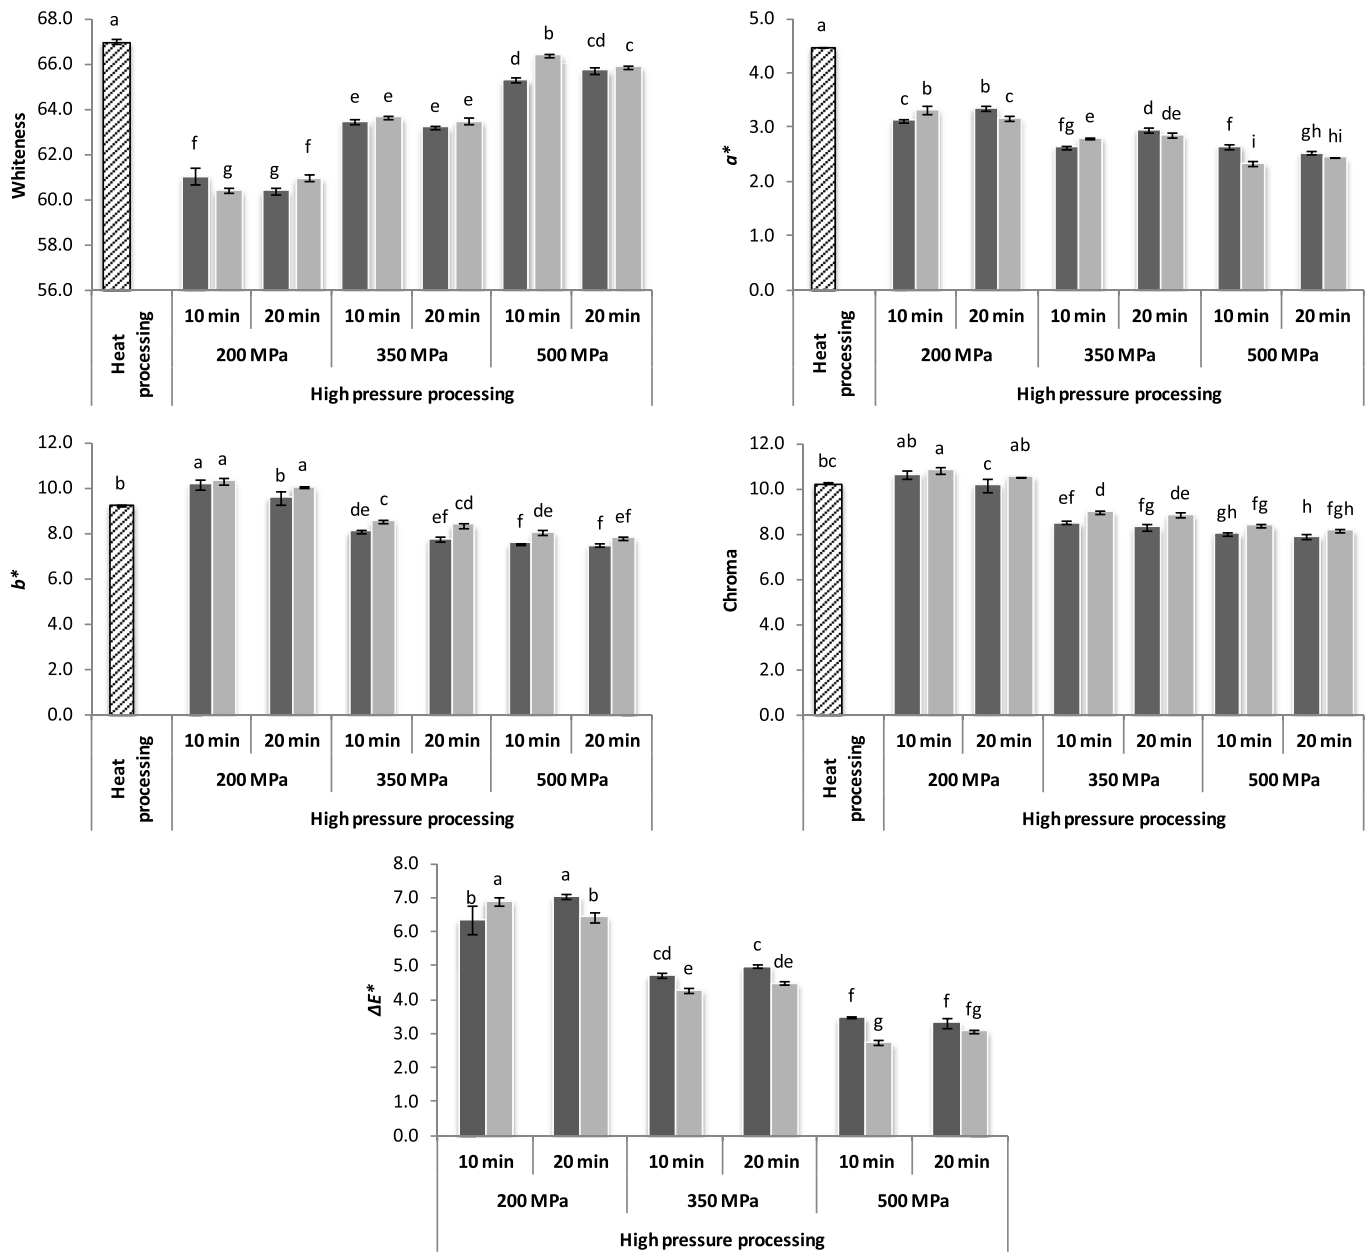 Whiteness
68.0
66.0
64.0
62.0
60.0
58.0
56.0
a
f
g
g
f
e
e
e
e
d
b
cd
c
Heat
processing
10 min
20 min
10 min
20 min
10 min
20 min
200 MPa
350 MPa
500 MPa
High pressure processing
a*
5.0
4.0
3.0
2.0
1.0
0.0
a
c
b
b
c
fg
e
d
de
f
i
gh
hi
Heat
processing
10 min
20 min
10 min
20 min
10 min
20 min
200 MPa
350 MPa
500 MPa
High pressure processing
b*
12.0
10.0
8.0
6.0
4.0
2.0
0.0
b
a
a
b
a
de
c
ef
cd
f
de
f
ef
Heat
processing
10 min
20 min
10 min
20 min
10 min
20 min
200 MPa
350 MPa
500 MPa
High pressure processing
Chroma
12.0
10.0
8.0
6.0
4.0
2.0
0.0
bc
ab
a
c
ab
ef
d
fg
de
gh
fg
h
fgh
Heat
processing
10 min
20 min
10 min
20 min
10 min
20 min
200 MPa
350 MPa
500 MPa
High pressure processing
ΔE*
8.0
7.0
6.0
5.0
4.0
3.0
2.0
1.0
0.0
b
a
a
b
cd
e
c
de
f
g
f
fg
10 min
20 min
10 min
20 min
10 min
20 min
200 MPa
350 MPa
500 MPa
High pressure processing